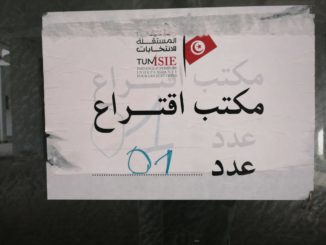 المستقلة
للانتخابات
TUNISIE
مكتب اقتراع
عدد 01